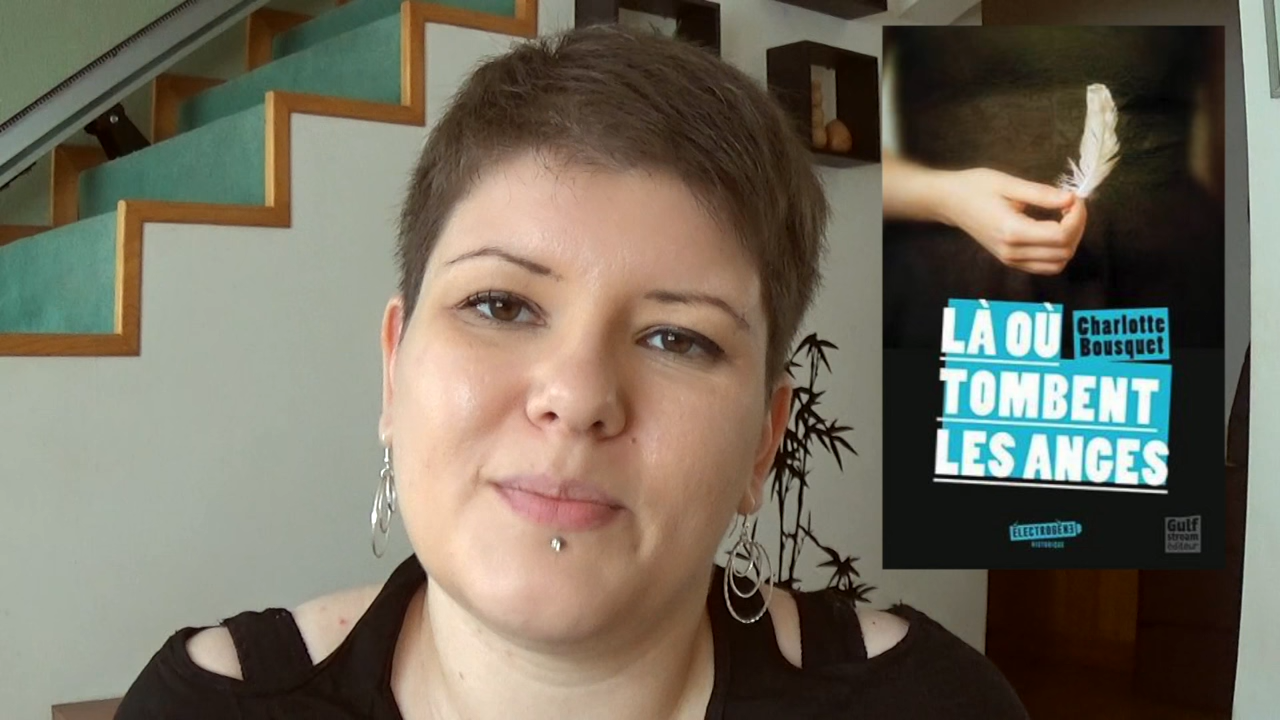 LÀ OÙ
Charlotte
Bousquet
TOMBENT
LES ANGES
ÉLECTROGÈNE
HISTORIQUE
Gulf
stream
éditeur